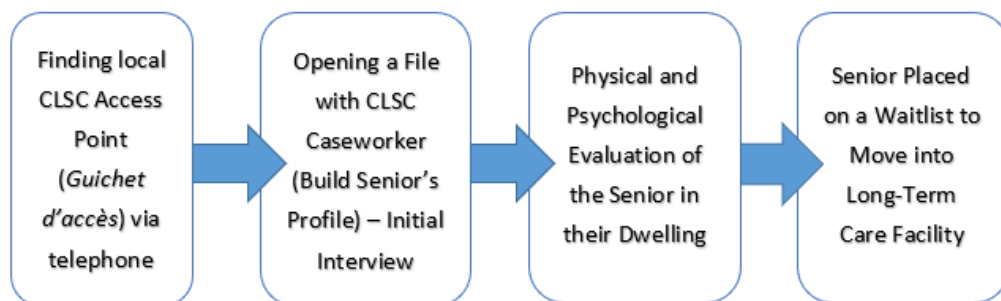 Finding local
CLSC Access
Point
(Guichet
d'accès) via
telephone
Opening a File
with CLSC
Caseworker
(Build Senior's
Profile) – Initial
Interview
Physical and
Psychological
Evaluation of
the Senior in
their Dwelling
Senior Placed
on a Waitlist to
Move into
Long-Term
Care Facility